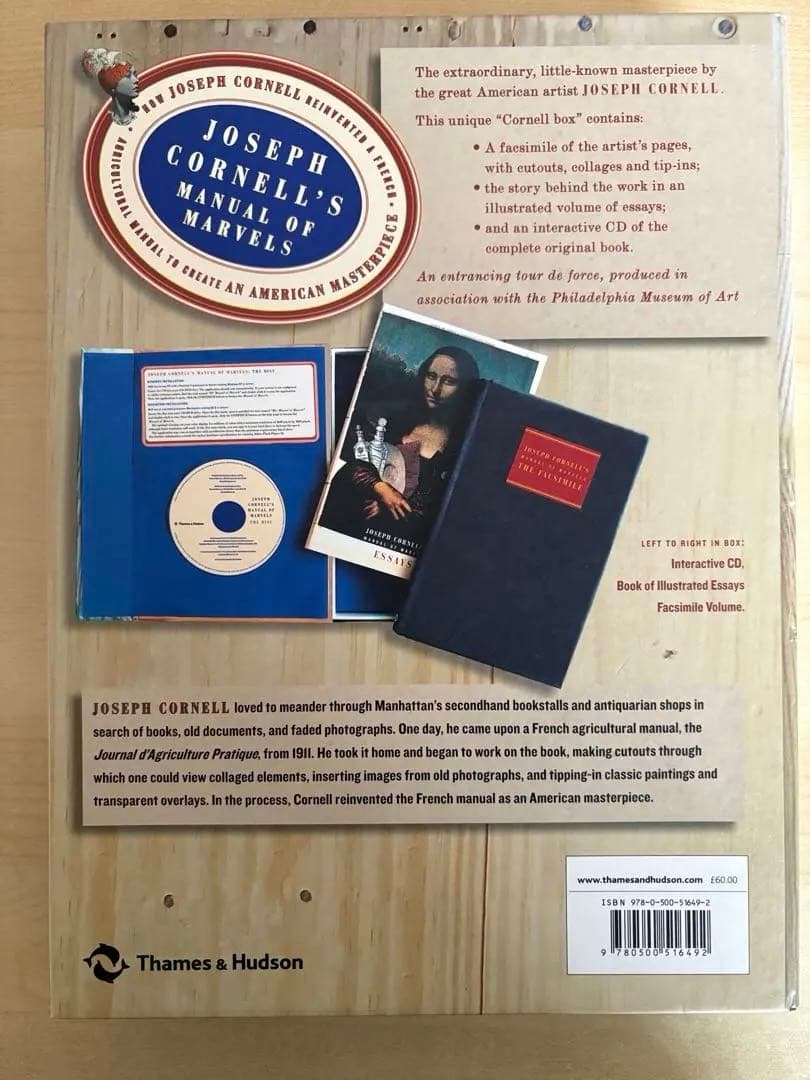 HOW JOSEPH CORNELL REINVENTED A FRENCH
AGRICULTURAL MANUAL TO CREATE AN AMERICAN MASTERPIECE
JOSEPH
CORNELL'S
MANUAL OF
MARVELS
The extraordinary, little-known masterpiece by
the great American artist JOSEPH CORNELL.
This unique “Cornell box” contains:
• A facsimile of the artist’s pages,
with cutouts, collages and tip-ins;
• the story behind the work in an
illustrated volume of essays;
• and an interactive CD of the
complete original book.
An entrancing tour de force, produced in
association with the Philadelphia Museum of Art
JOSEPH CORNELL'S MANUAL OF MARVELS: THE DISC
JOSEPH
CORNELL'S
MANUAL OF
MARVELS
THE DISC
Thames & Hudson
JOSEPH CORNELL
MANUAL OF
ESSAYS
JOSEPH CORNELL'S
MANUAL OF MARVELS
THE FACSIMILE
LEFT TO RIGHT IN BOX:
Interactive CD,
Book of Illustrated Essays
Facsimile Volume.
JOSEPH CORNELL loved to meander through Manhattan’s secondhand bookstalls and antiquarian shops in
search of books, old documents, and faded photographs. One day, he came upon a French agricultural manual, the
Journal d’Agriculture Pratique, from 1911. He took it home and began to work on the book, making cutouts through
which one could view collaged elements, inserting images from old photographs, and tipping-in classic paintings and
transparent overlays. In the process, Cornell reinvented the French manual as an American masterpiece.
www.thamesandhudson.com £60.00
ISBN 978-0-500-51649-2
9 780500 516492
Thames & Hudson